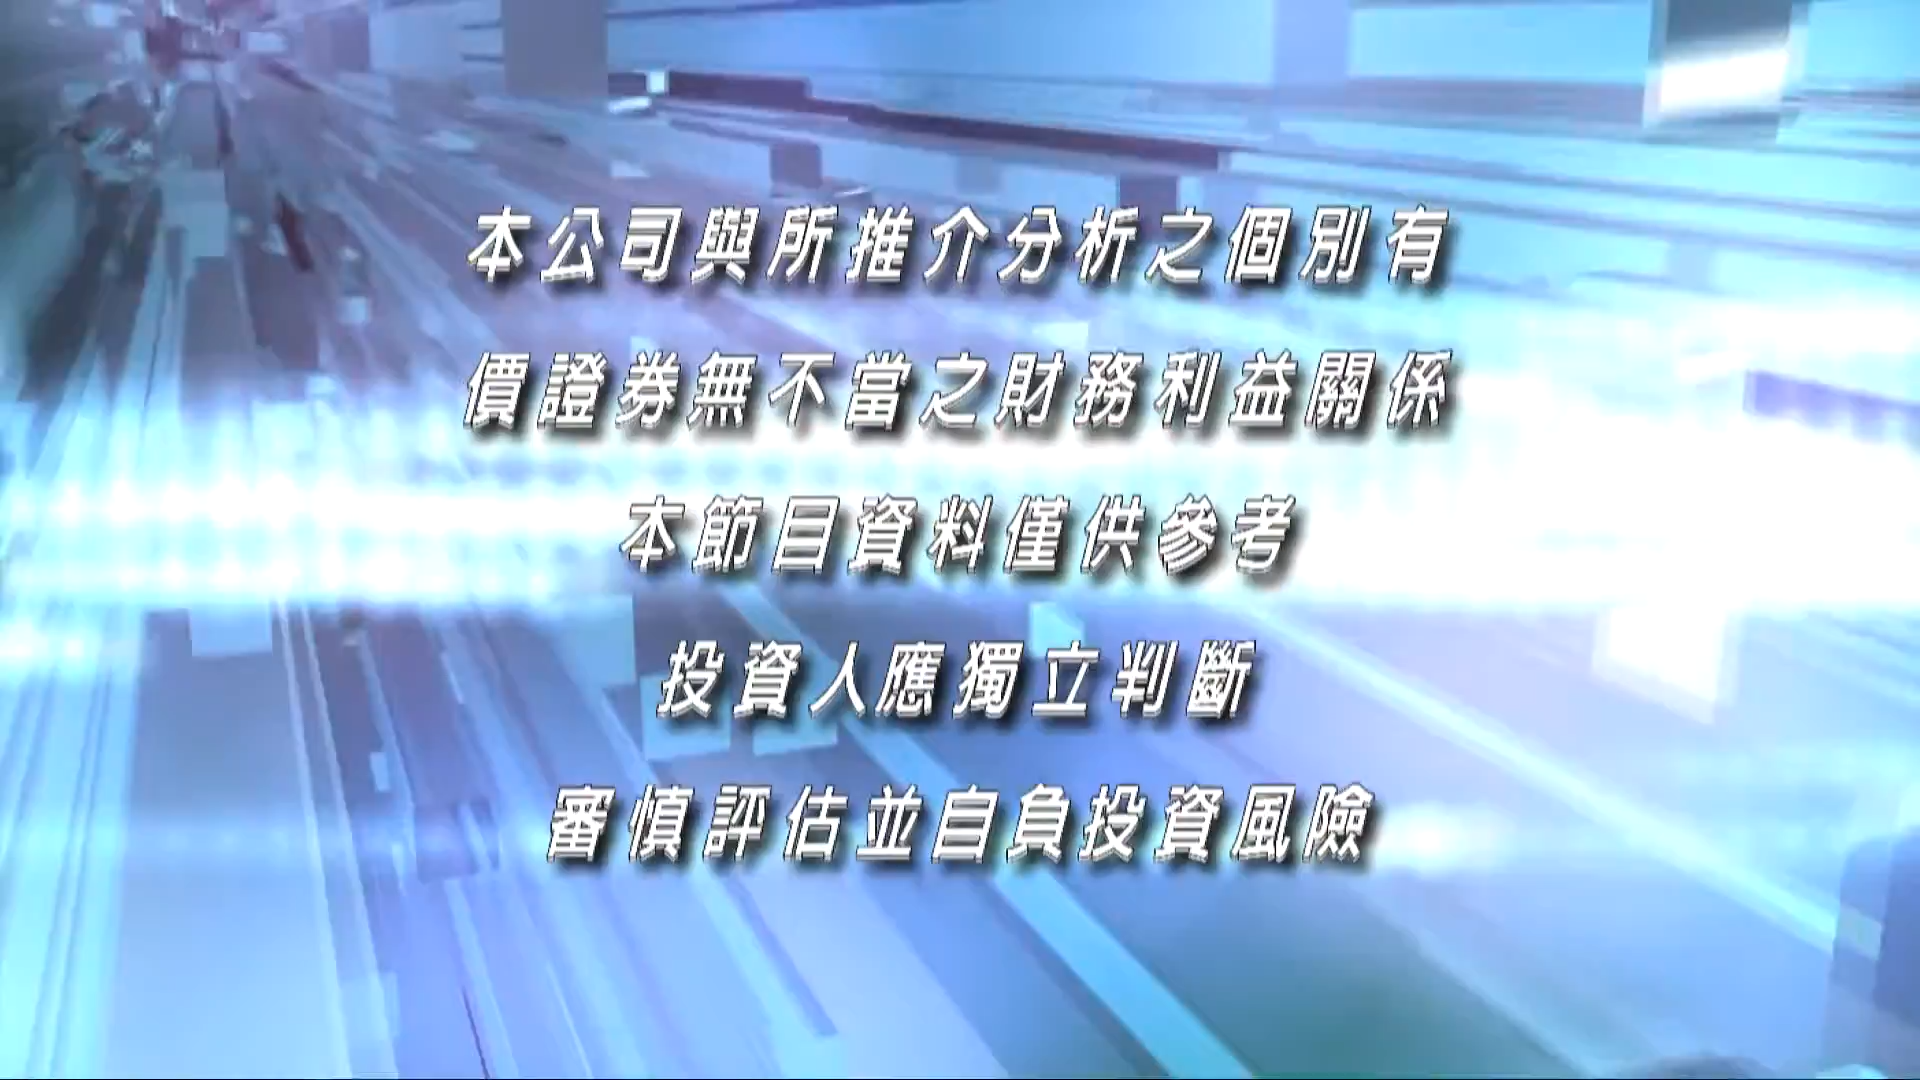 本公司與所推介分析之個別有
價證券無不當之財務利益關係
本節目資料僅供參考
投資人應獨立判斷
審慎評估並自負投資風險